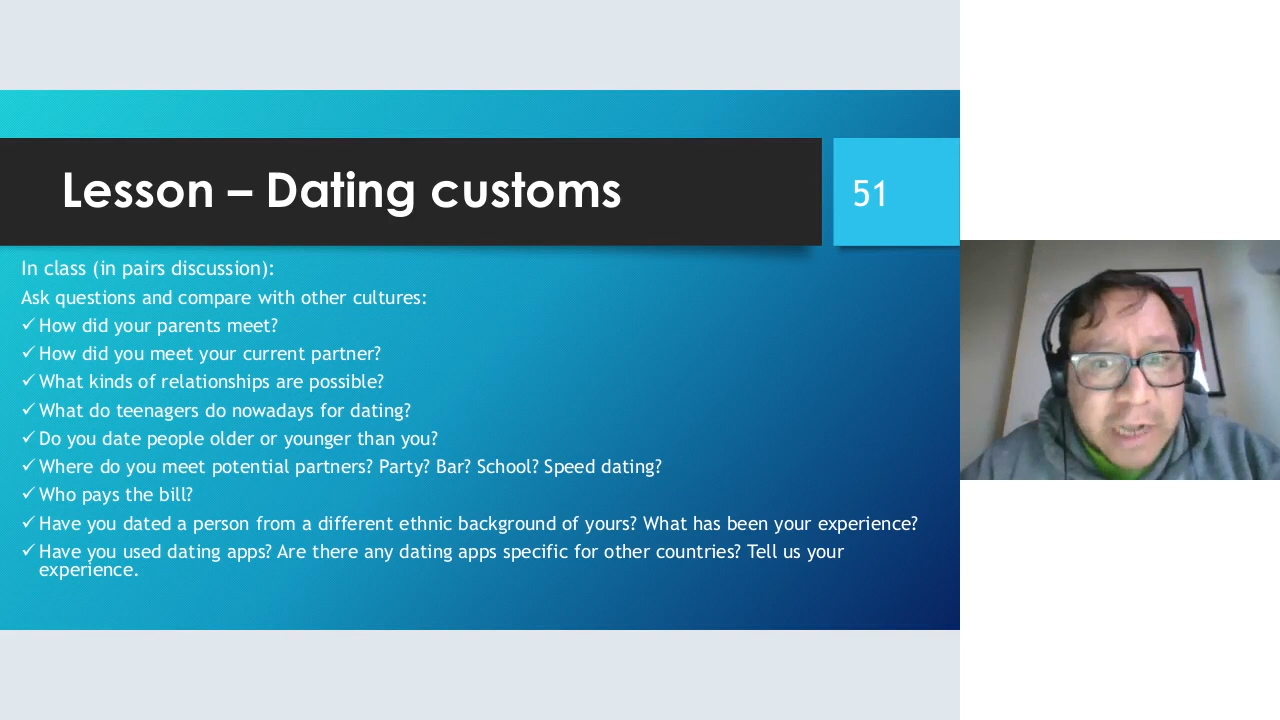 Lesson – Dating customs
51
In class (in pairs discussion):
Ask questions and compare with other cultures:
✓ How did your parents meet?
✓ How did you meet your current partner?
✓ What kinds of relationships are possible?
✓ What do teenagers do nowadays for dating?
✓ Do you date people older or younger than you?
✓ Where do you meet potential partners? Party? Bar? School? Speed dating?
✓ Who pays the bill?
✓ Have you dated a person from a different ethnic background of yours? What has been your experience?
✓ Have you used dating apps? Are there any dating apps specific for other countries? Tell us your
experience.